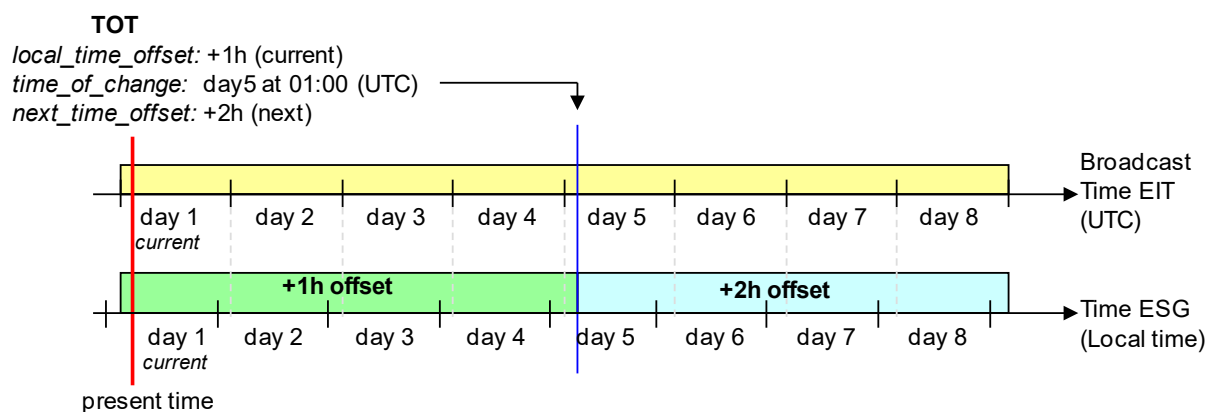 TOT
local_time_offset: +1h (current)
time_of_change: day5 at 01:00 (UTC)
next_time_offset: +2h (next)
Broadcast
Time EIT
(UTC)
day 1 day 2 day 3 day 4 day 5 day 6 day 7 day 8
current
+1h offset +2h offset
Time ESG
(Local time)
day 1 day 2 day 3 day 4 day 5 day 6 day 7 day 8
current
present time